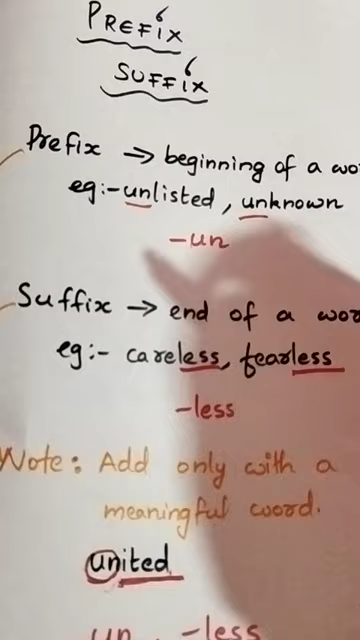 PREFIX
SUFFIX
Prefix → beginning of a wo
eg:- unlisted, unknown
-un
Suffix → end of a wor
eg:- careless, fearless
-less
Note: Add only with a
meaningful word.
united
un -less